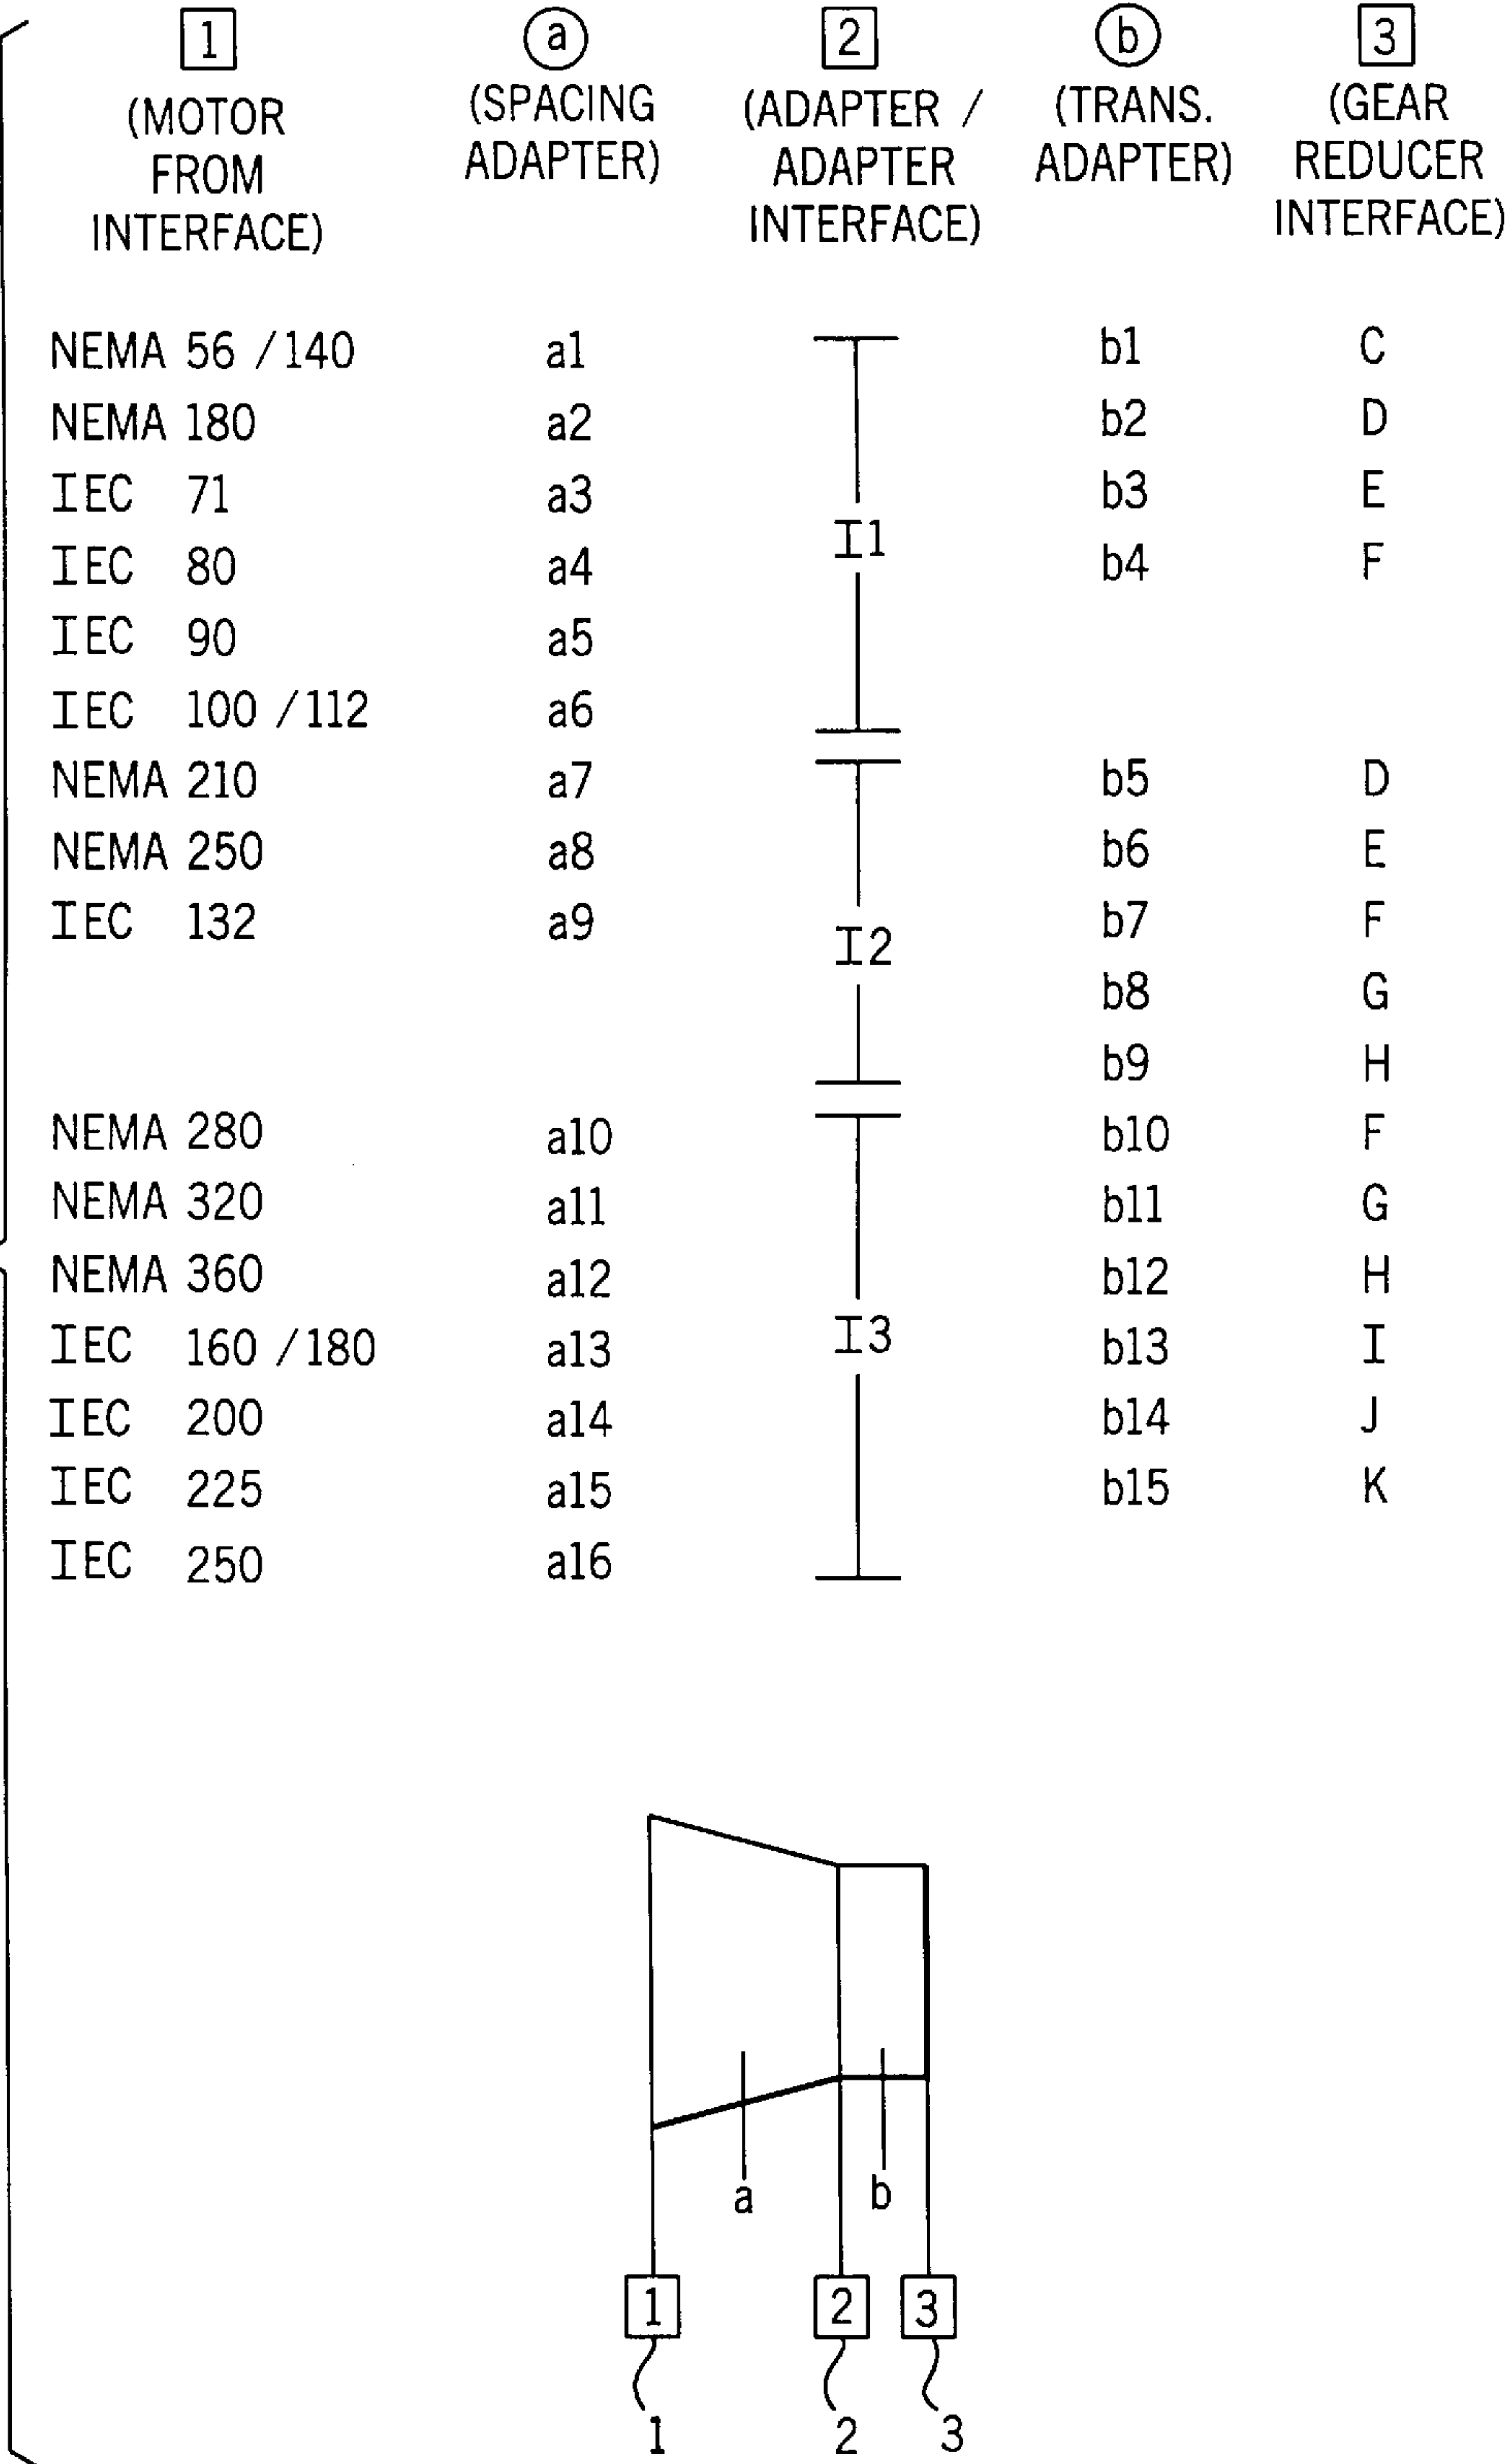 1 a 2 b 3
(MOTOR FROM INTERFACE) (SPACING ADAPTER) (ADAPTER / ADAPTER INTERFACE) (TRANS. ADAPTER) (GEAR REDUCER INTERFACE)
NEMA 56 /140 a1 b1 C
NEMA 180 a2 b2 D
IEC 71 a3 b3 E
I1
IEC 80 a4 b4 F
IEC 90 a5
IEC 100 /112 a6
NEMA 210 a7 b5 D
NEMA 250 a8 b6 E
IEC 132 a9 b7 F
I2
b8 G
b9 H
NEMA 280 a10 b10 F
NEMA 320 a11 b11 G
NEMA 360 a12 b12 H
IEC 160 /180 a13 I3 b13 I
IEC 200 a14 b14 J
IEC 225 a15 b15 K
IEC 250 a16
a b
1 2 3
1 2 3